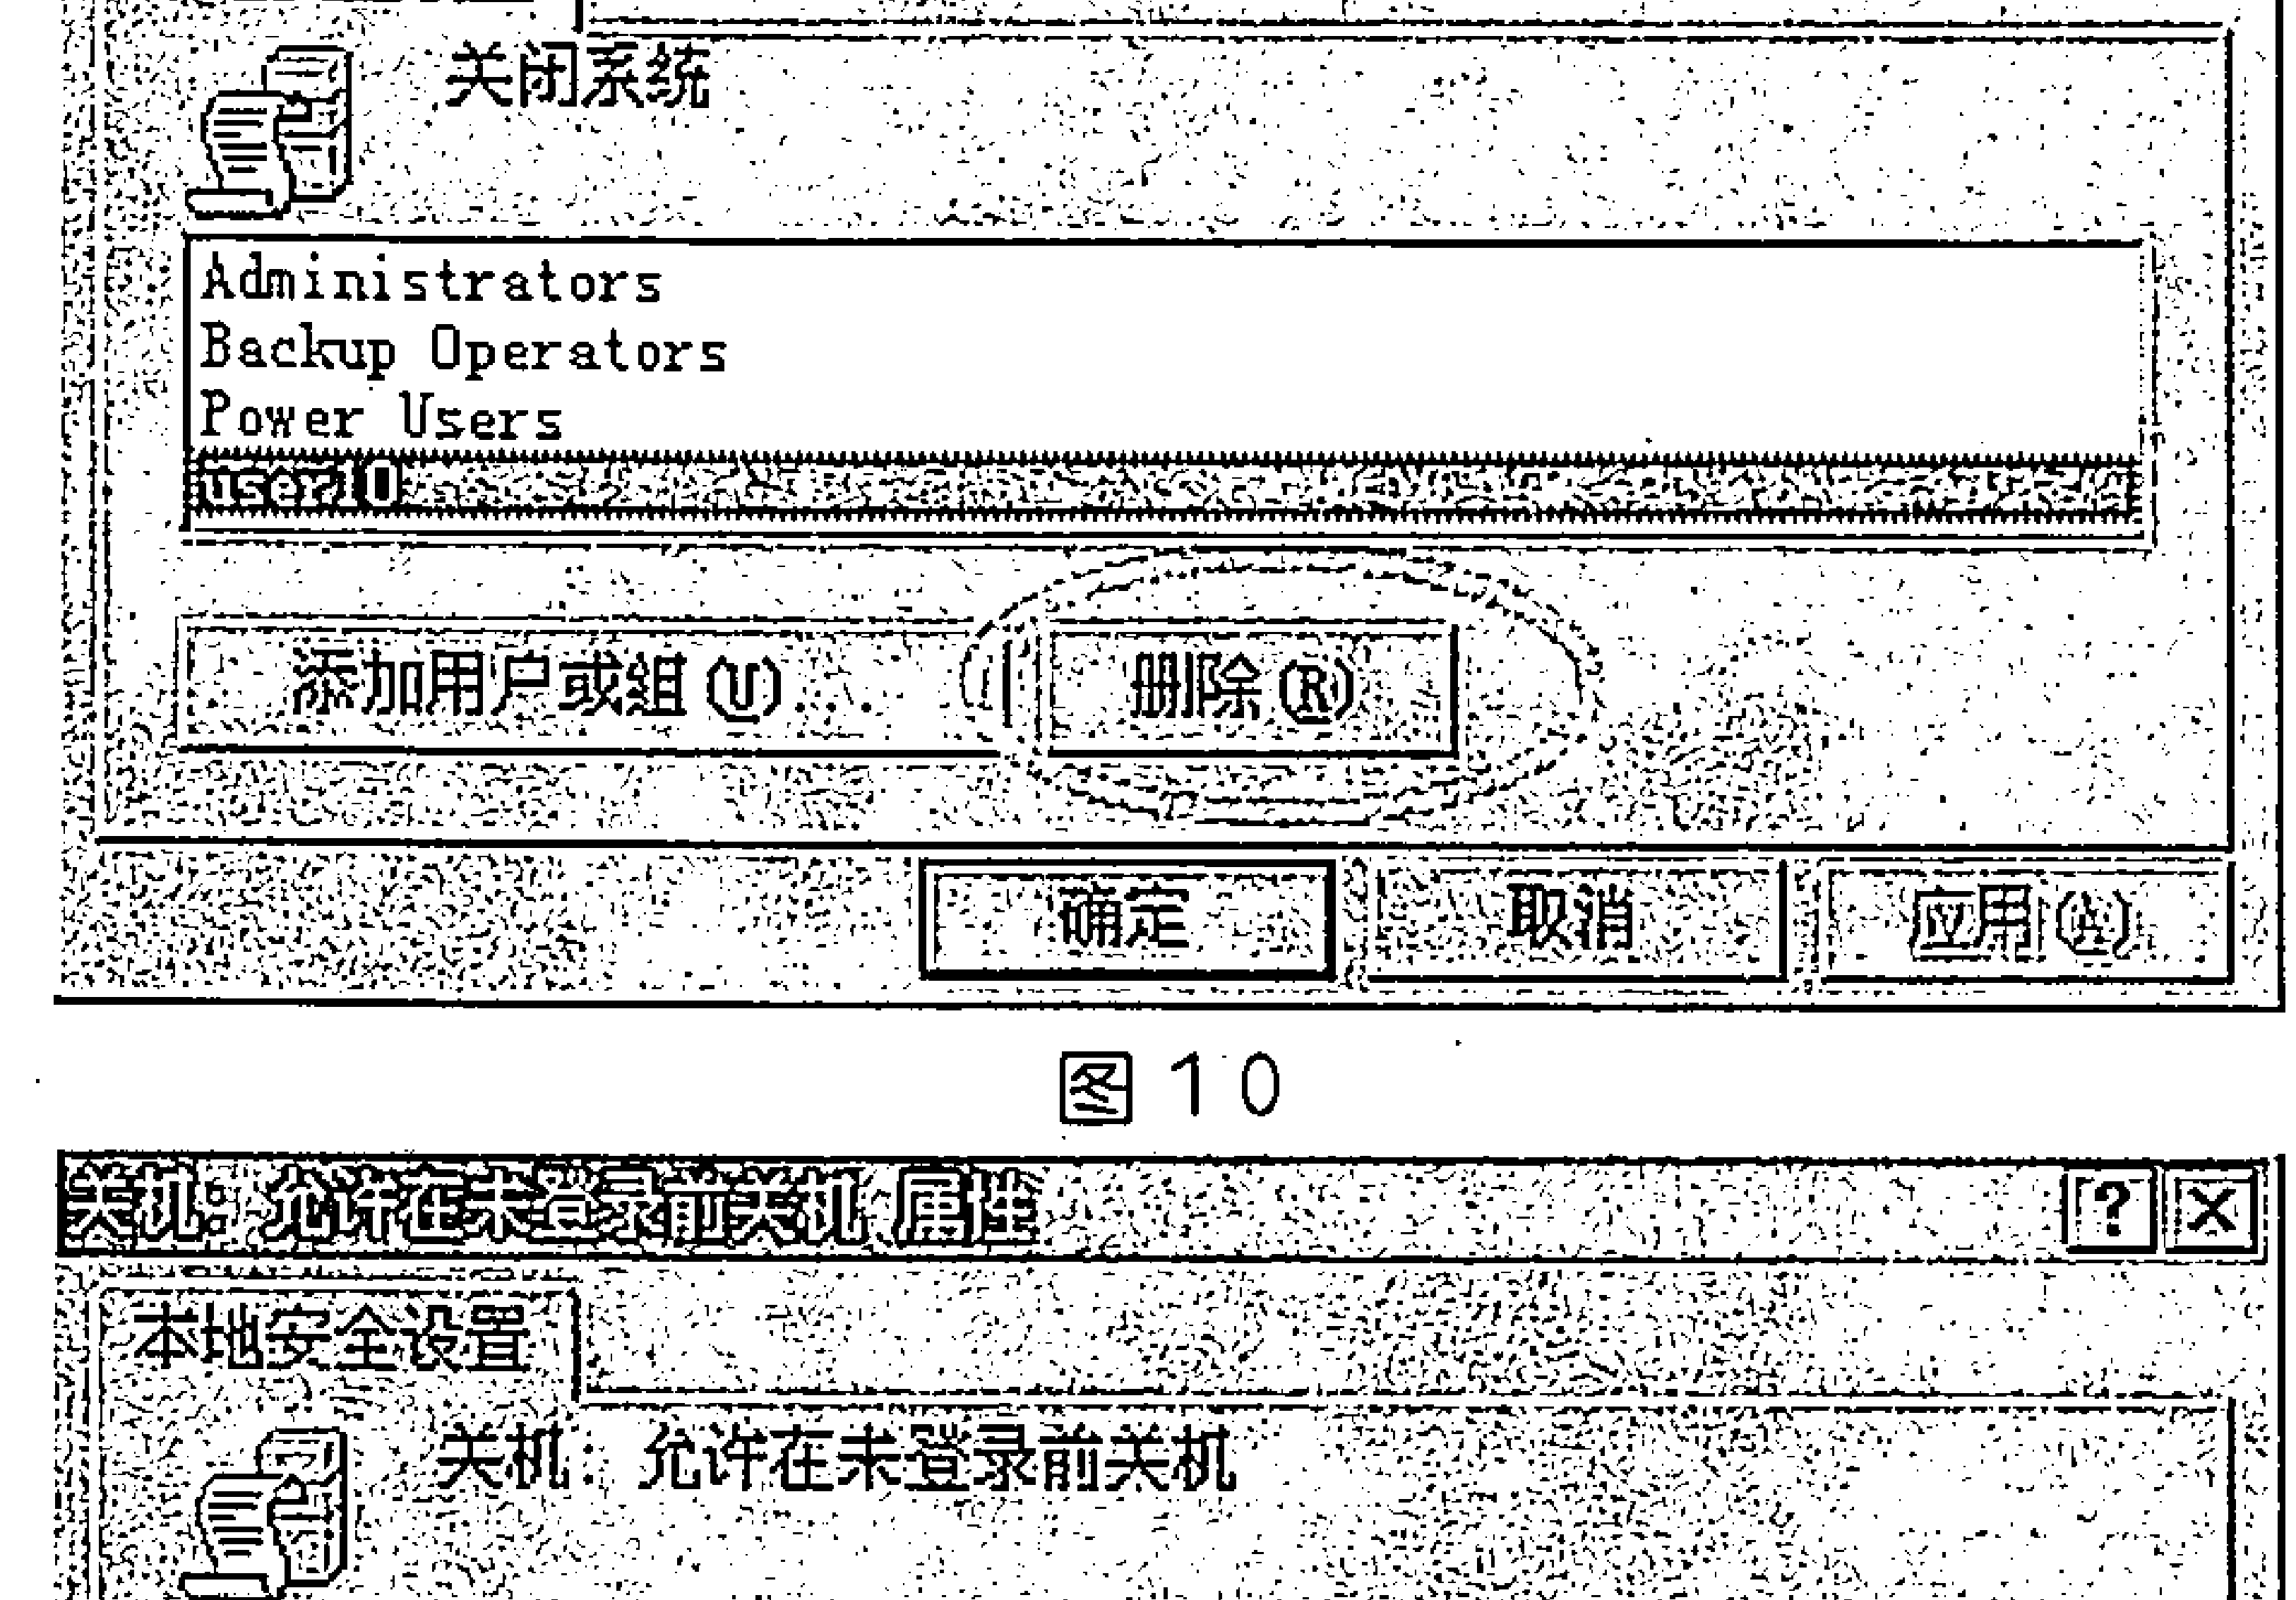 关闭系统
Administrators
Backup Operators
Power Users
user10
添加用户或组(U)... 删除(R)
确定 取消 应用(A)
图10
关机: 允许在未登录前关机 属性 ? X
本地安全设置
关机: 允许在未登录前关机